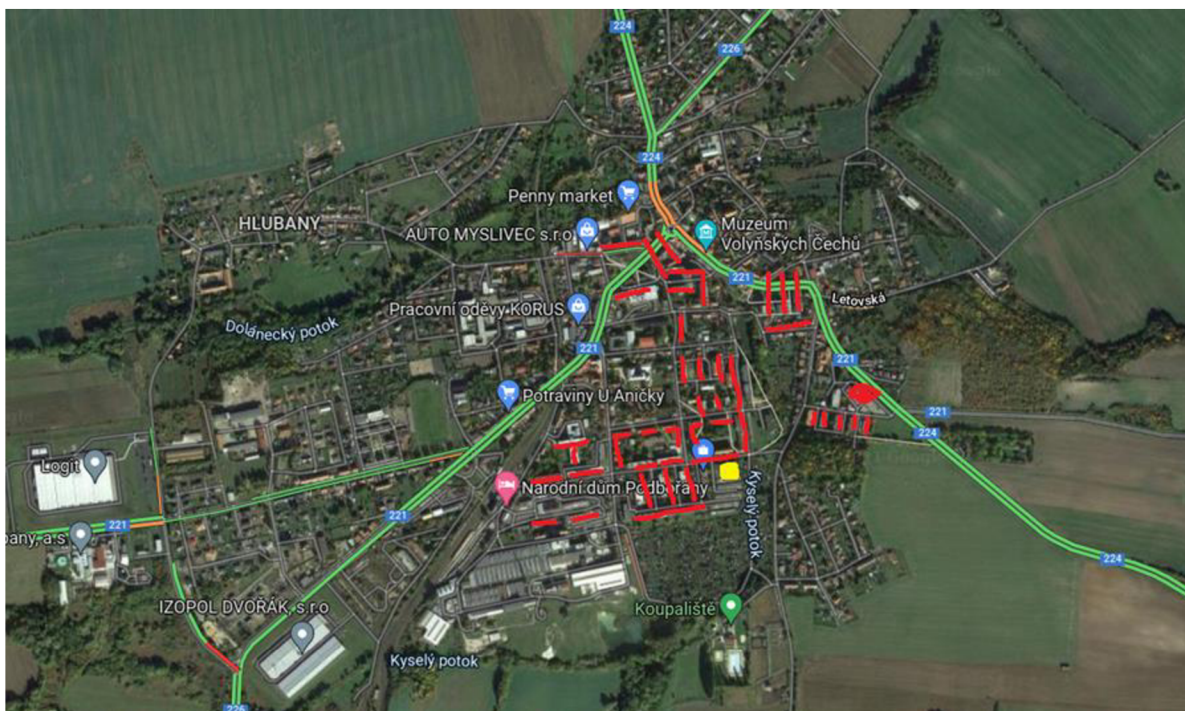 224
226
224
Penny market
HLUBANY
AUTO MYSLIVEC s.r.o
Muzeum
Volyňských Čechů
221
Letovská
Pracovní oděvy KORUS
Dolánecký potok
221
221
Potraviny U Aničky
221
224
Logit
Národní dům Podbořany
Kyselý potok
221
221
pany, a.s
224
IZOPOL DVOŘÁK, s.r.o
Koupaliště
Kyselý potok
226